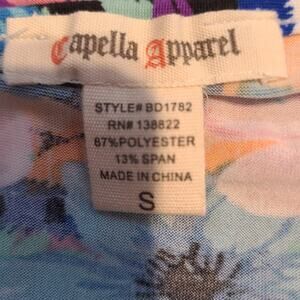 Capella Apparel
STYLE# BD1782
RN# 138822
87%POLYESTER
13% SPAN
MADE IN CHINA
S